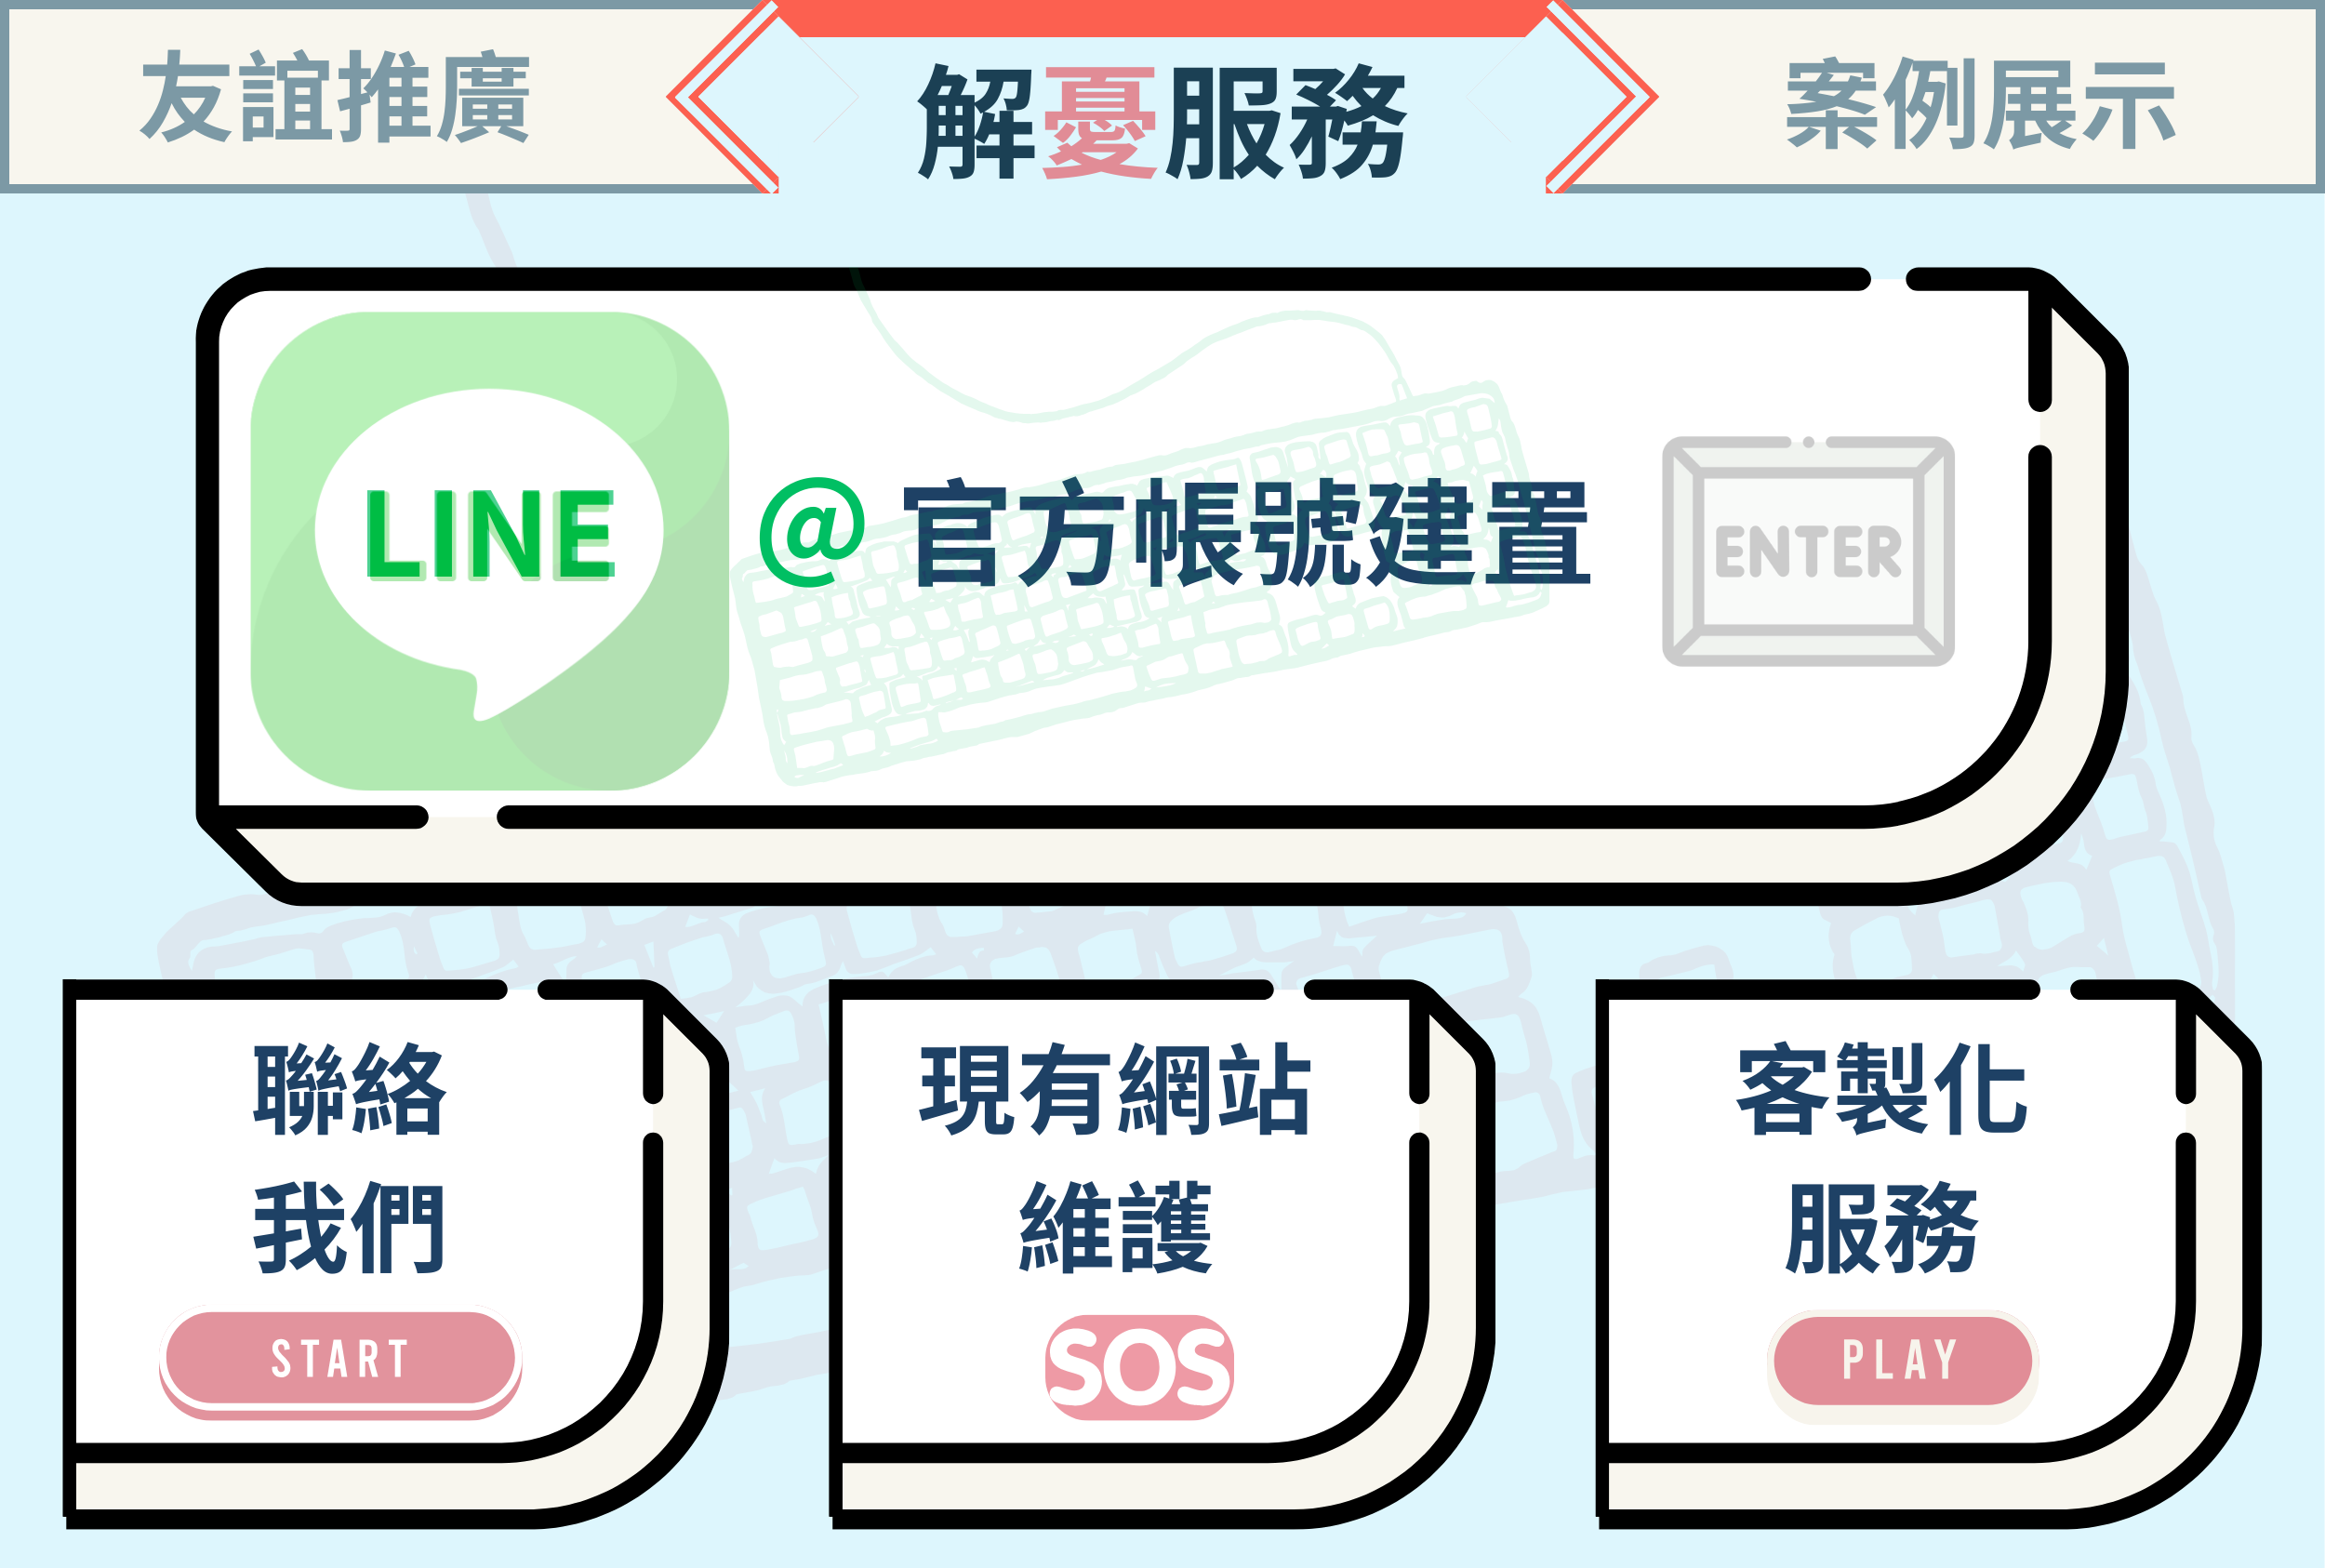 友誼推廣
解憂服務
案例展示
LINE
@ 官方帳號建置
ENTER
聯絡
我們
START
現有網站
維護
SOS
客製化
服務
PLAY